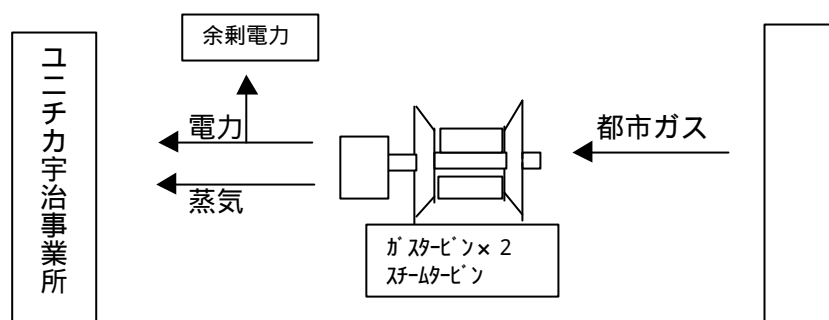 余剰電力
ユニチカ宇治事業所
電力
都市ガス
蒸気
ガスタービン×2
スチームタービン